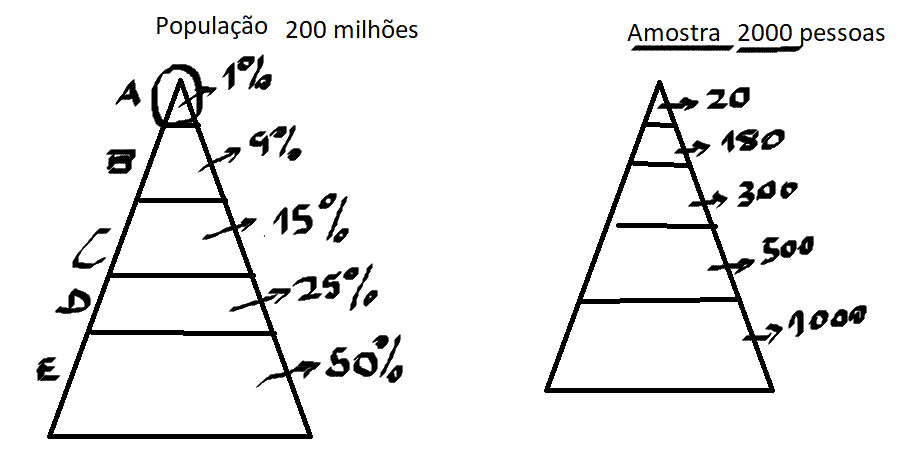 População 200 milhões
A 1%
B 9%
C 15%
D 25%
E 50%
Amostra 2000 pessoas
20
180
300
500
1000